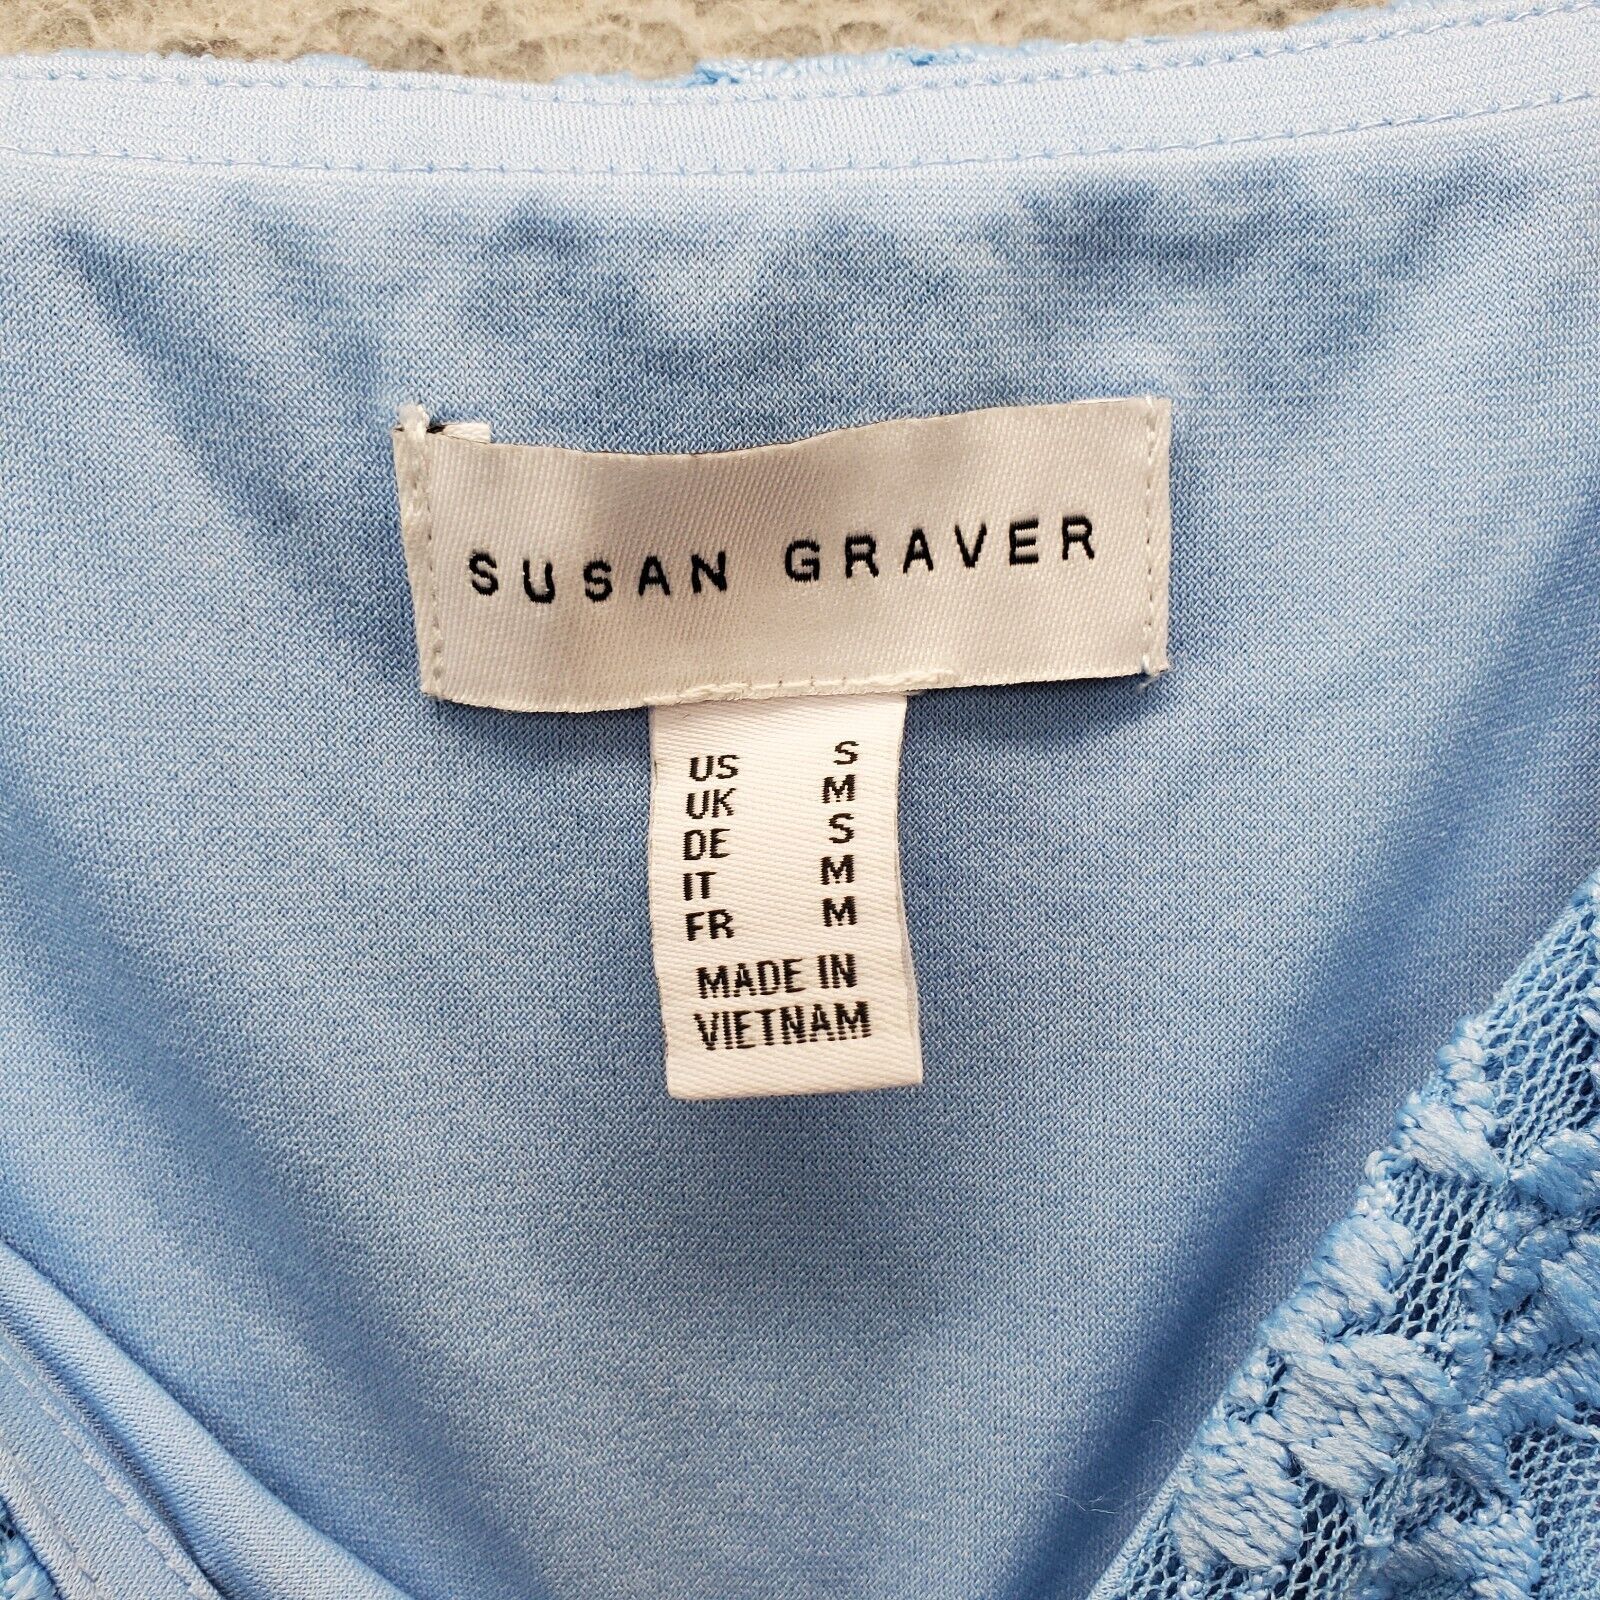 SUSAN GRAVER
US S
UK M
DE S
IT M
FR M
MADE IN
VIETNAM